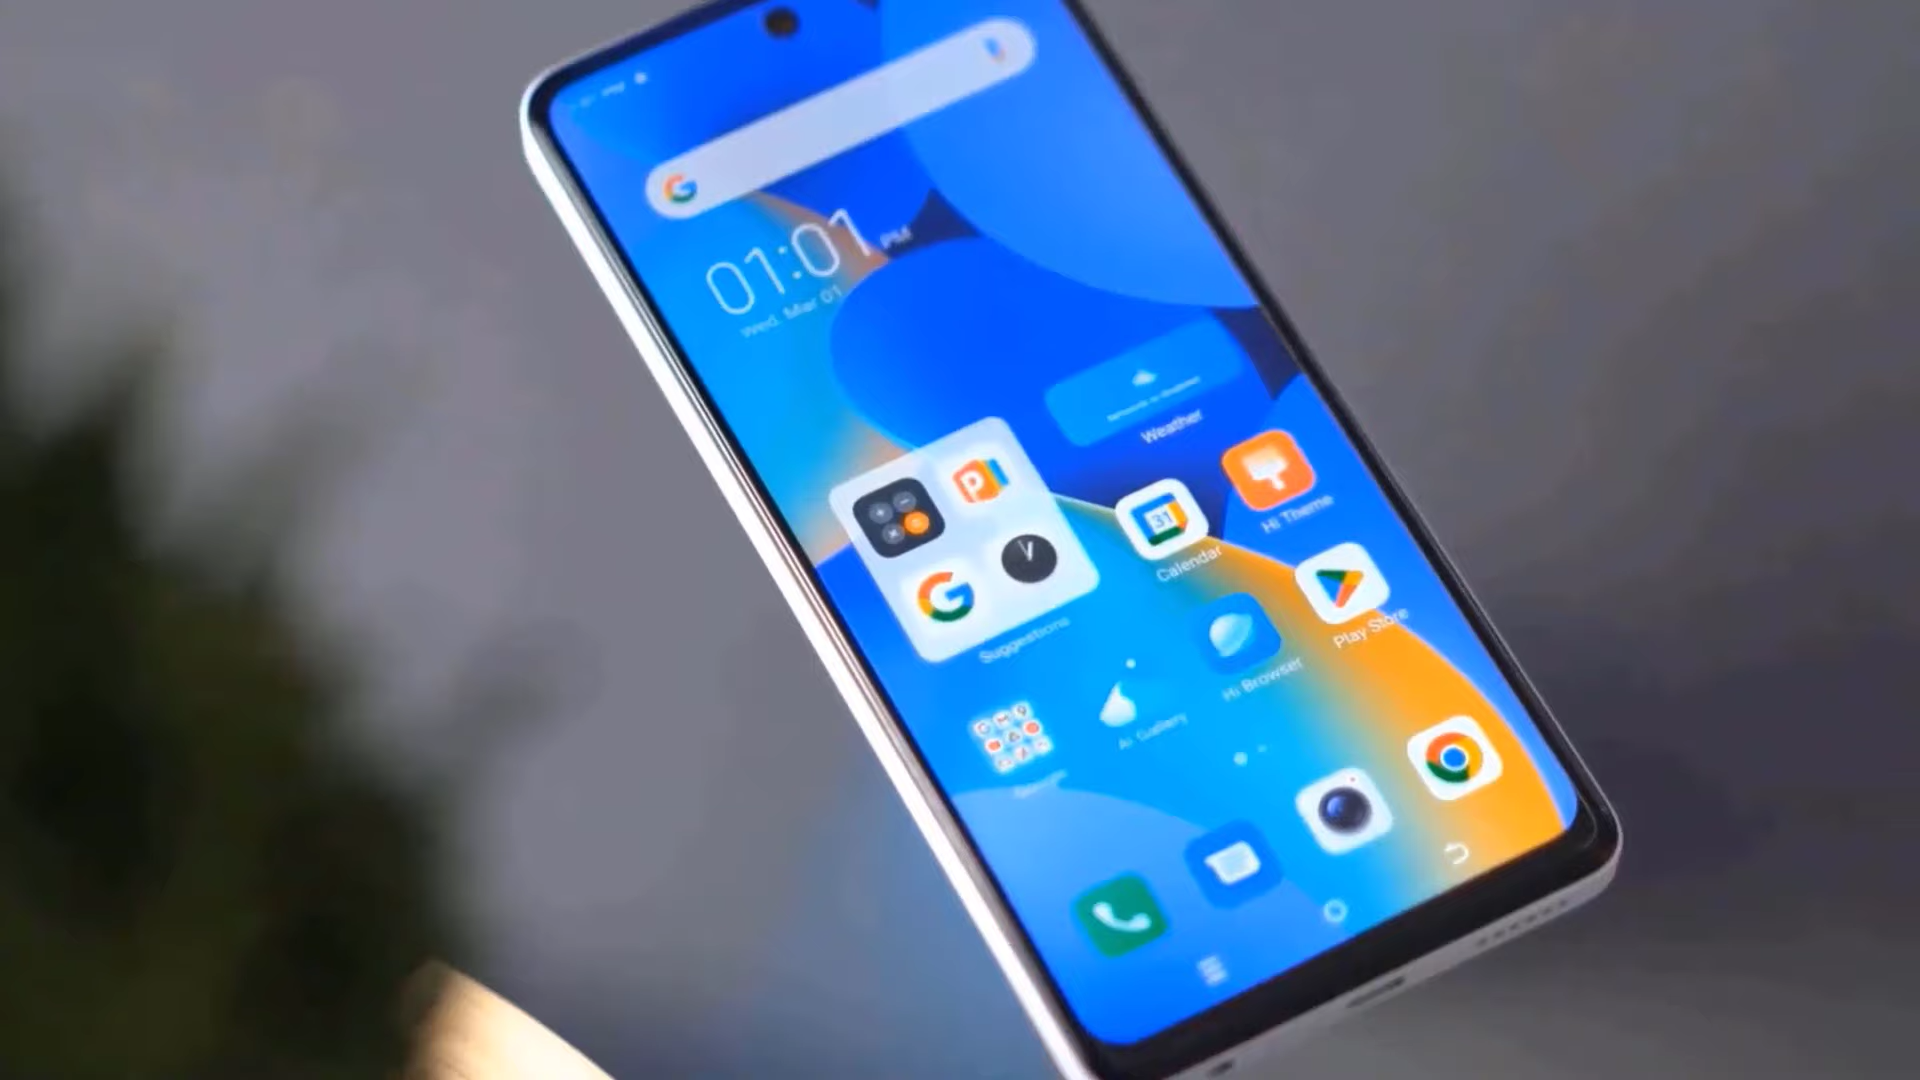 01:01 PM
Wed, Mar 01
Weather
Suggestions
31
Calendar
Hi Theme
AI Gallery
Hi Browser
Play Store